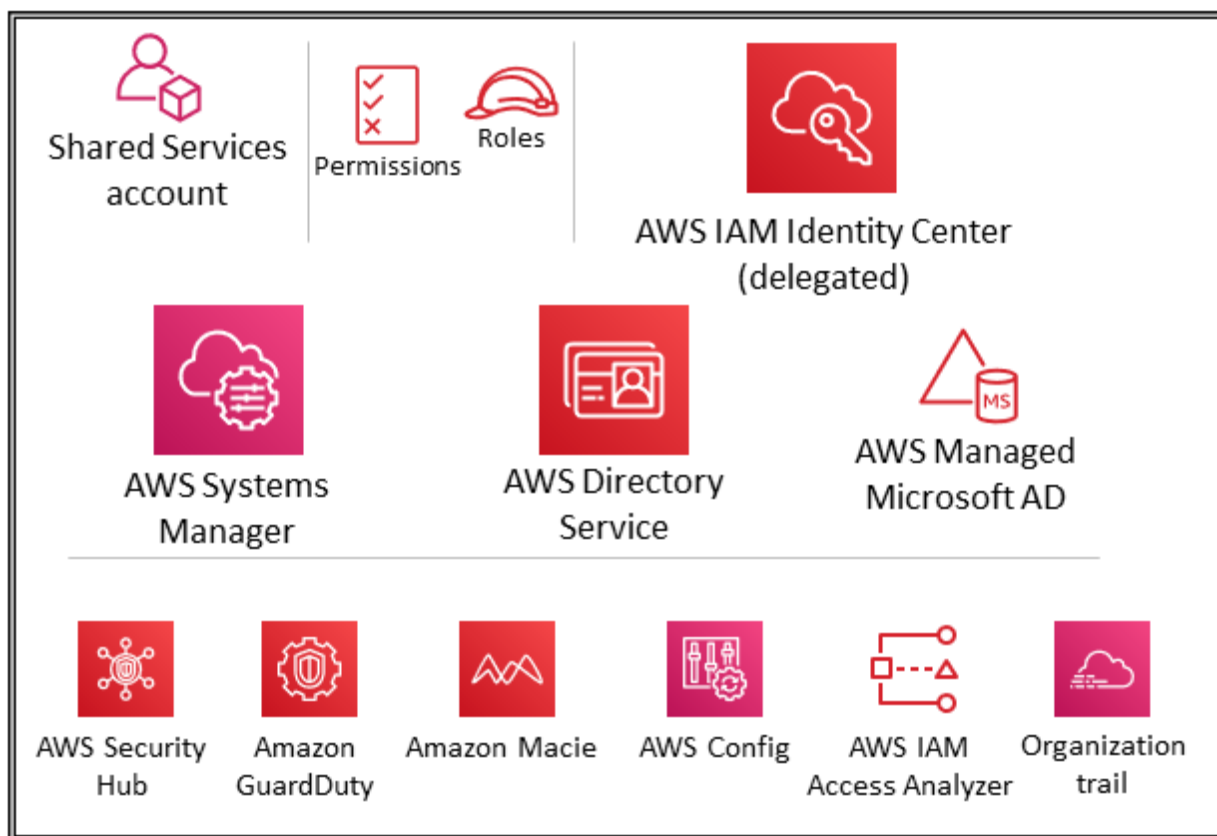 Shared Services
account
Permissions
Roles
AWS IAM Identity Center
(delegated)
AWS Systems
Manager
AWS Directory
Service
MS
AWS Managed
Microsoft AD
AWS Security
Hub
Amazon
GuardDuty
Amazon Macie
AWS Config
AWS IAM
Access Analyzer
Organization
trail